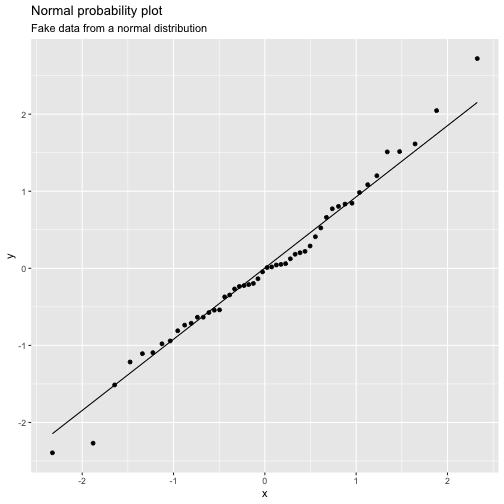 Normal probability plot
Fake data from a normal distribution
2
1
0
-1
-2
y
-2 -1 0 1 2
x